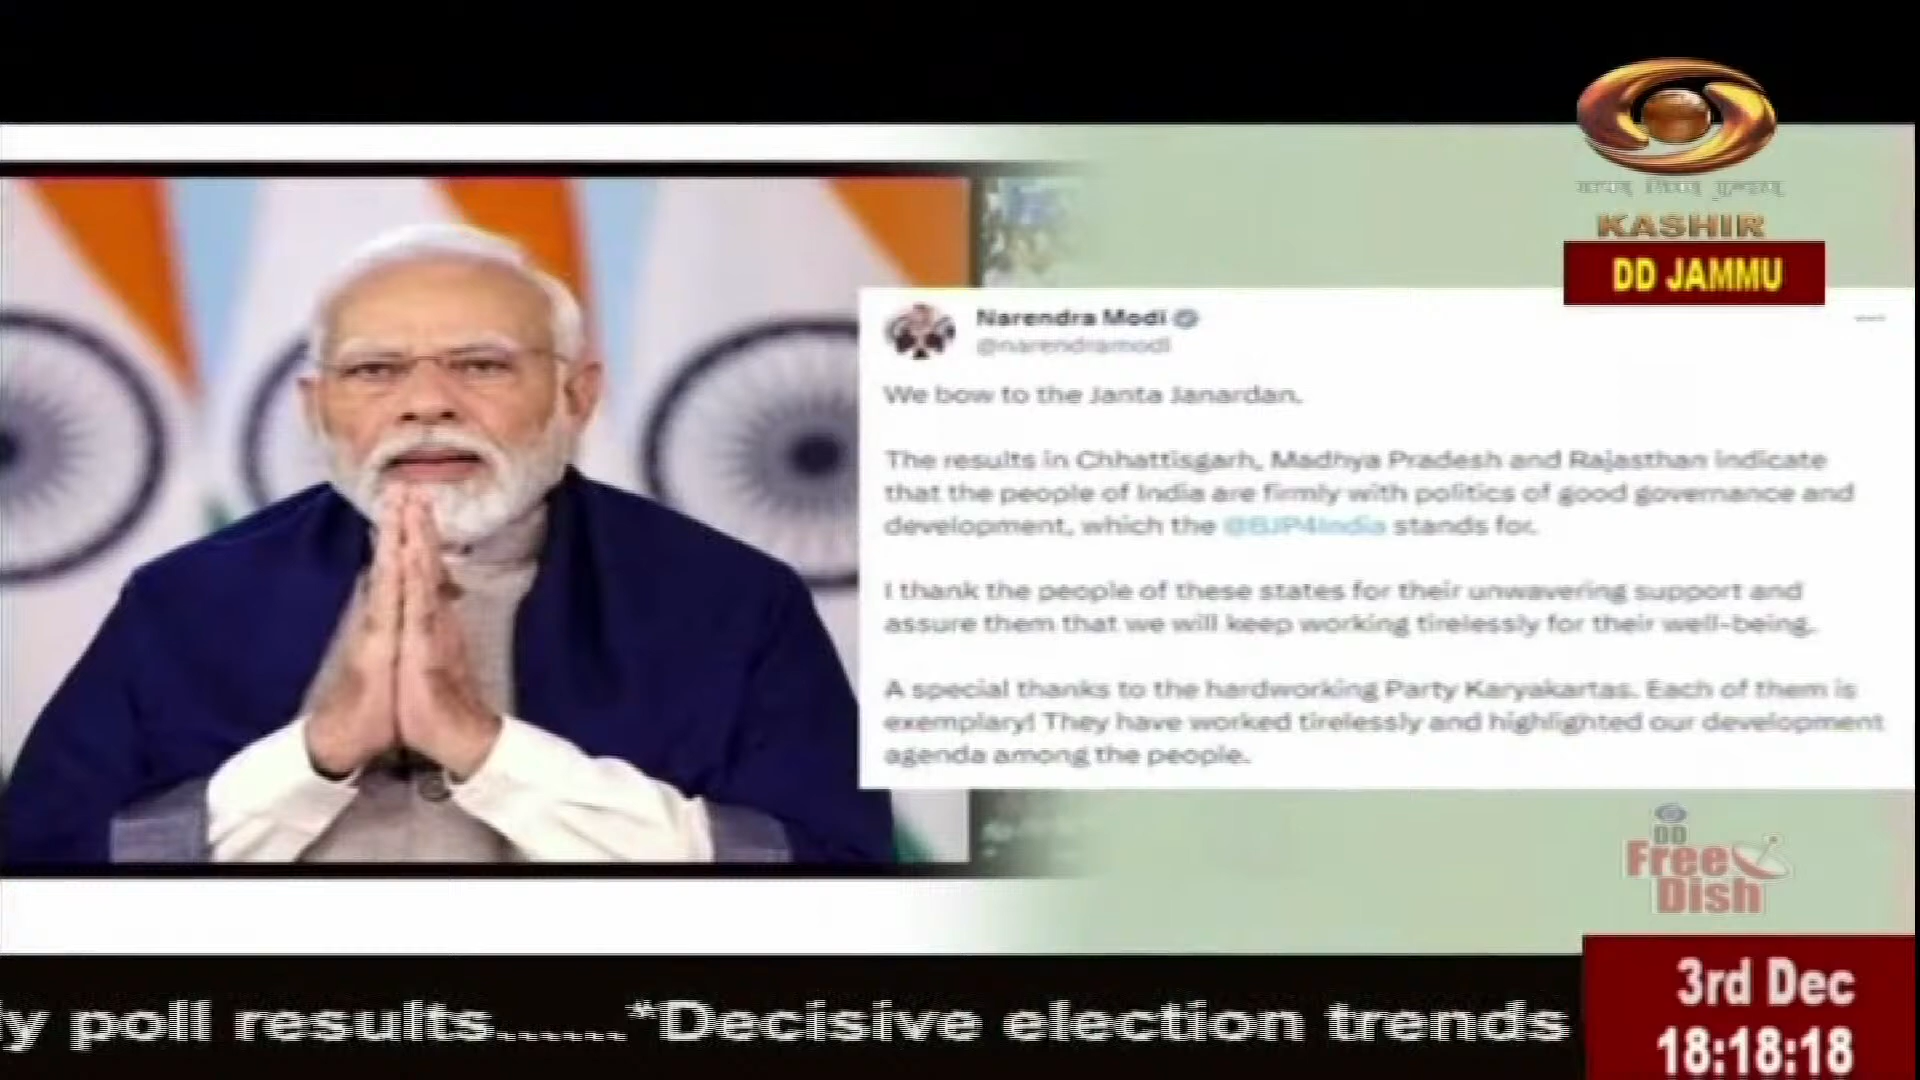 KASHIR
DD JAMMU
Narendra Modi
@narendramodi
We bow to the Janta Janardan.
The results in Chhattisgarh, Madhya Pradesh and Rajasthan indicate
that the people of India are firmly with politics of good governance and
development, which the @BJP4India stands for.
I thank the people of these states for their unwavering support and
assure them that we will keep working tirelessly for their well-being.
A special thanks to the hardworking Party Karyakartas. Each of them is
exemplary! They have worked tirelessly and highlighted our development
agenda among the people.
DD
Free
Dish
ly poll results......*Decisive election trends
3rd Dec
18:18:18